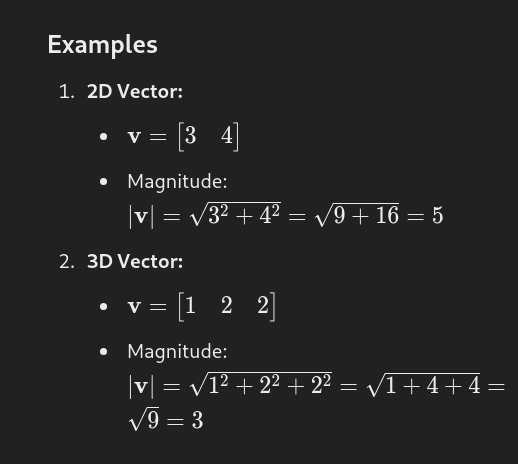 Examples
1. 2D Vector:
• v = [3 4]
• Magnitude:
|v| = √(3² + 4²) = √(9 + 16) = 5
2. 3D Vector:
• v = [1 2 2]
• Magnitude:
|v| = √(1² + 2² + 2²) = √(1 + 4 + 4) =
√9 = 3